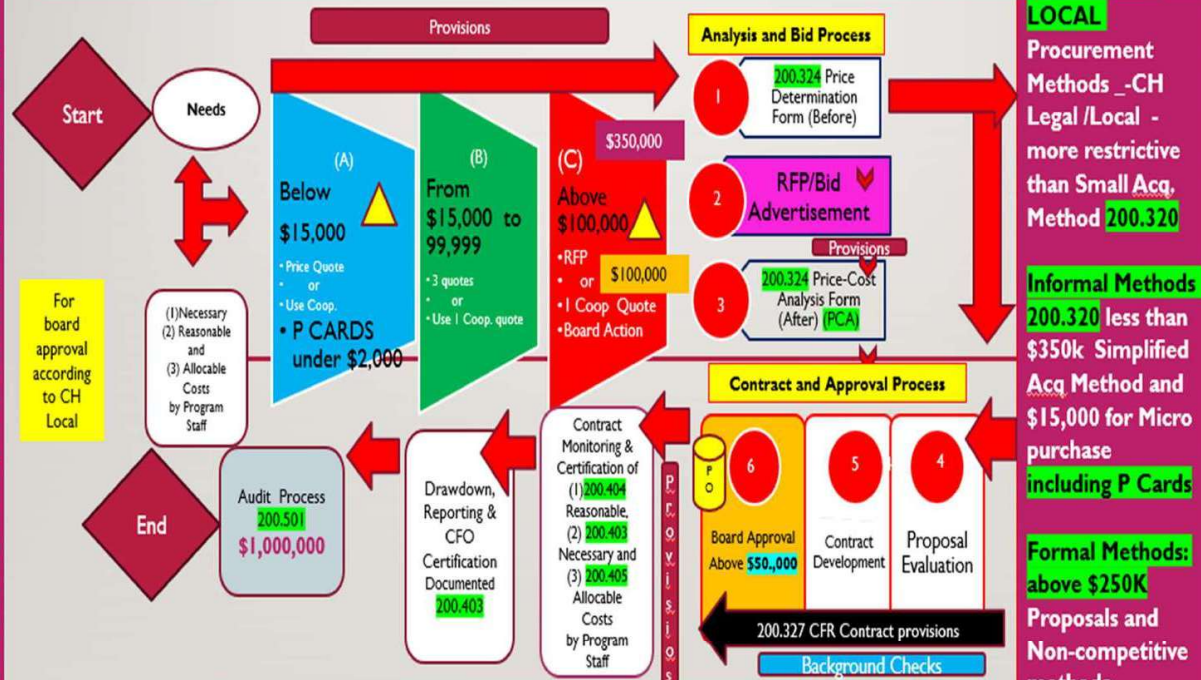 Provisions
Start
Needs
(A)
Below
$15,000
• Price Quote
• or
• Use Coop.
• P CARDS
under $2,000
(B)
From
$15,000 to
99,999
• 3 quotes
• or
• Use 1 Coop. quote
(C)
$350,000
Above
$100,000
•RFP
• or
$100,000
•1 Coop Quote
•Board Action
Analysis and Bid Process
1
200.324 Price
Determination
Form (Before)
2
RFP/Bid
Advertisement
Provisions
3
200.324 Price-Cost
Analysis Form
(After) (PCA)
For
board
approval
according
to CH
Local
(1)Necessary
(2) Reasonable
and
(3) Allocable
Costs
by Program
Staff
Contract and Approval Process
4
Proposal
Evaluation
5
Contract
Development
6
Board Approval
Above $50.,000
P
O
200.327 CFR Contract provisions
Background Checks
P
r
o
v
i
s
i
o
s
Contract
Monitoring &
Certification of
(1)200.404
Reasonable,
(2) 200.403
Necessary and
(3) 200.405
Allocable
Costs
by Program
Staff
Drawdown,
Reporting &
CFO
Certification
Documented
200.403
Audit Process
200.501
$1,000,000
End
LOCAL
Procurement
Methods _-CH
Legal /Local -
more restrictive
than Small Acq.
Method 200.320
Informal Methods
200.320 less than
$350k Simplified
Acq Method and
$15,000 for Micro
purchase
including P Cards
Formal Methods:
above $250K
Proposals and
Non-competitive